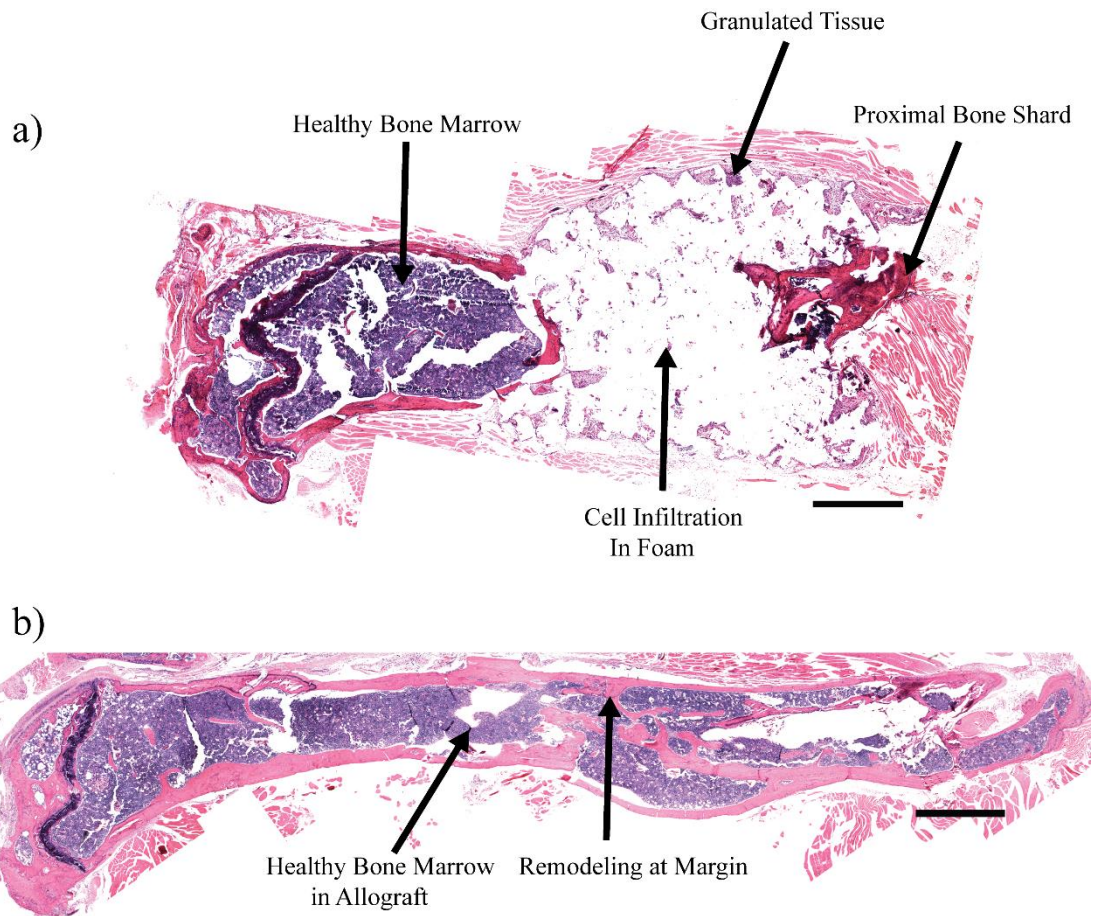 a)
Granulated Tissue
Proximal Bone Shard
Healthy Bone Marrow
Cell Infiltration
In Foam
b)
Healthy Bone Marrow
in Allograft
Remodeling at Margin